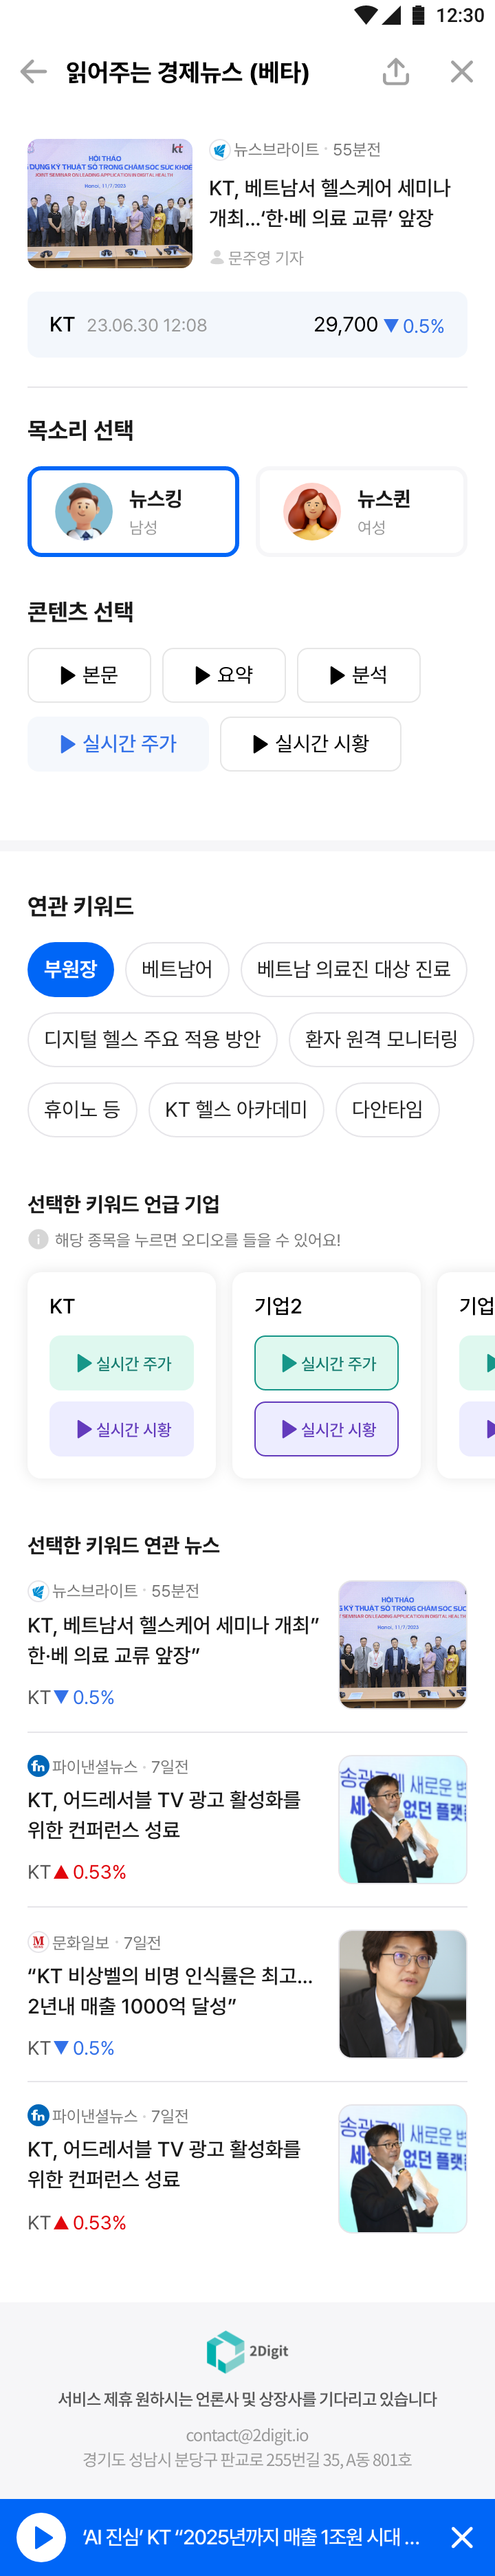 12:30
읽어주는 경제뉴스 (베타)
kt
HỘI THẢO
DỤNG KỸ THUẬT SỐ TRONG CHĂM SÓC SỨC KHOẺ
JOINT SEMINAR ON LEADING APPLICATION IN DIGITAL HEALTH
Hanoi, 11/7/2023
뉴스브라이트 · 55분전
KT, 베트남서 헬스케어 세미나
개최...‘한·베 의료 교류’ 앞장
문주영 기자
KT 23.06.30 12:08 29,700 ▼ 0.5%
목소리 선택
뉴스킹
남성
뉴스퀸
여성
콘텐츠 선택
▶ 본문
▶ 요약
▶ 분석
▶ 실시간 주가
▶ 실시간 시황
연관 키워드
부원장
베트남어
베트남 의료진 대상 진료
디지털 헬스 주요 적용 방안
환자 원격 모니터링
휴이노 등
KT 헬스 아카데미
다안타임
선택한 키워드 언급 기업
해당 종목을 누르면 오디오를 들을 수 있어요!
KT
▶ 실시간 주가
▶ 실시간 시황
기업2
▶ 실시간 주가
▶ 실시간 시황
기업
선택한 키워드 연관 뉴스
뉴스브라이트 · 55분전
KT, 베트남서 헬스케어 세미나 개최”
한·베 의료 교류 앞장”
KT▼ 0.5%
HỘI THẢO
G KỸ THUẬT SỐ TRONG CHĂM SÓC
T SEMINAR ON LEADING APPLICATION IN DIGITAL HEALTH
Hanoi, 11/7/2023
fn 파이낸셜뉴스 · 7일전
KT, 어드레서블 TV 광고 활성화를
위한 컨퍼런스 성료
KT▲ 0.53%
M 문화일보 · 7일전
“KT 비상벨의 비명 인식률은 최고...
2년내 매출 1000억 달성”
KT▼ 0.5%
fn 파이낸셜뉴스 · 7일전
KT, 어드레서블 TV 광고 활성화를
위한 컨퍼런스 성료
KT▲ 0.53%
2Digit
서비스 제휴 원하시는 언론사 및 상장사를 기다리고 있습니다
contact@2digit.io
경기도 성남시 분당구 판교로 255번길 35, A동 801호
‘AI 진심’ KT “2025년까지 매출 1조원 시대 ...